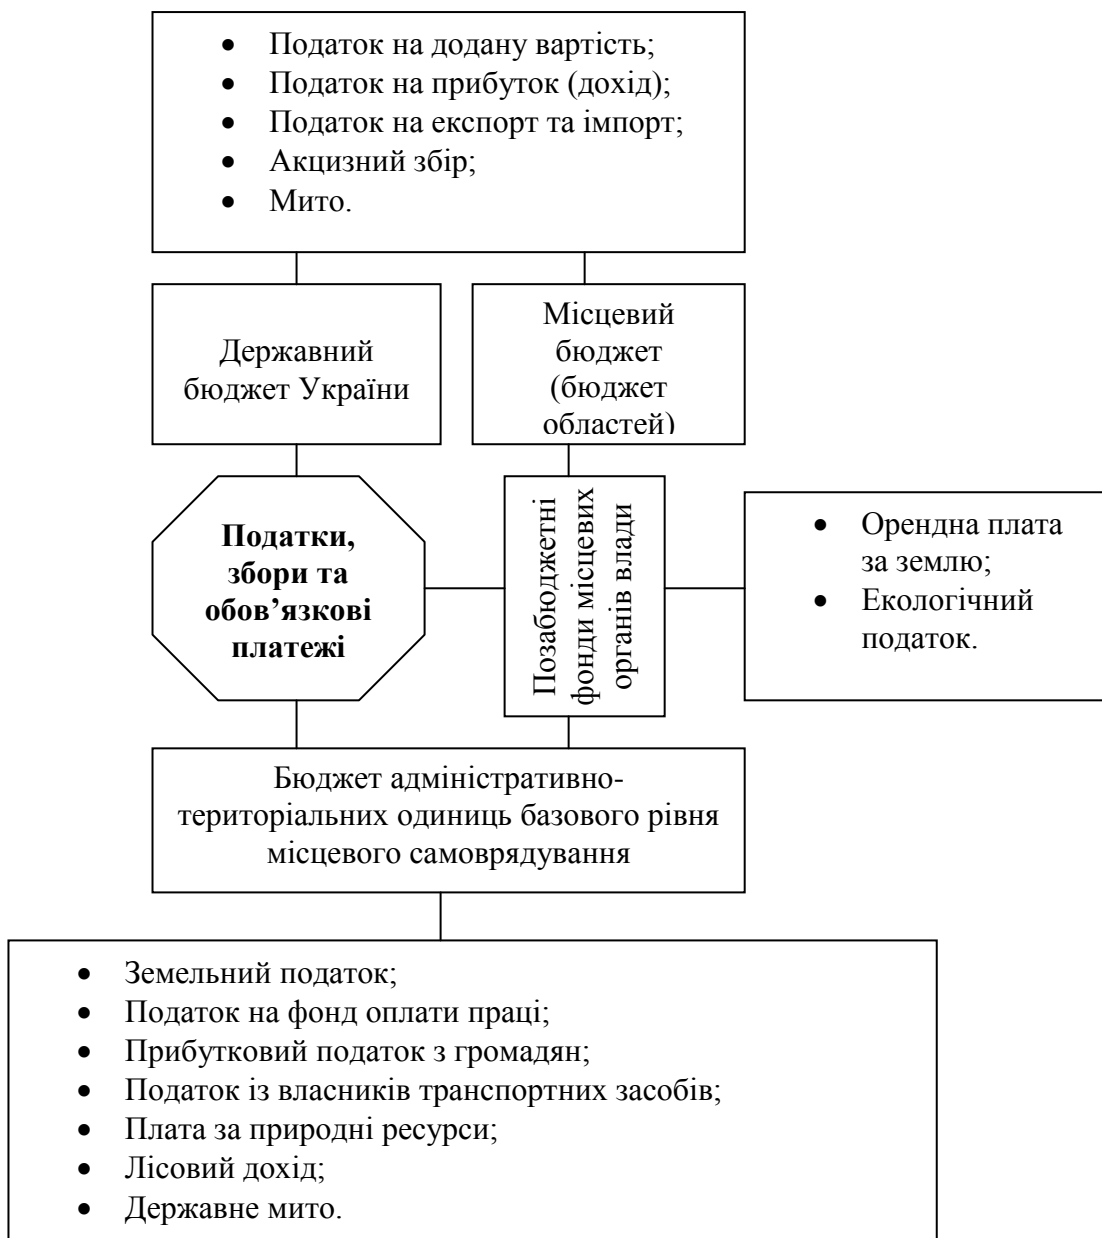 • Податок на додану вартість;
• Податок на прибуток (дохід);
• Податок на експорт та імпорт;
• Акцизний збір;
• Мито.
Державний
бюджет України
Місцевий
бюджет
(бюджет
областей)
Податки,
збори та
обов’язкові
платежі
Позабюджетні
фонди місцевих
органів влади
• Орендна плата
за землю;
• Екологічний
податок.
Бюджет адміністративно-
територіальних одиниць базового рівня
місцевого самоврядування
• Земельний податок;
• Податок на фонд оплати праці;
• Прибутковий податок з громадян;
• Податок із власників транспортних засобів;
• Плата за природні ресурси;
• Лісовий дохід;
• Державне мито.